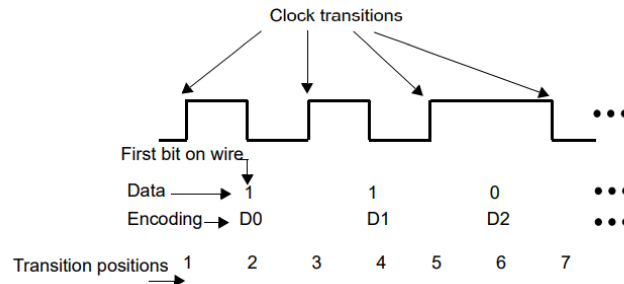 Clock transitions
First bit on wire
Data 1 1 0
Encoding D0 D1 D2
Transition positions 1 2 3 4 5 6 7